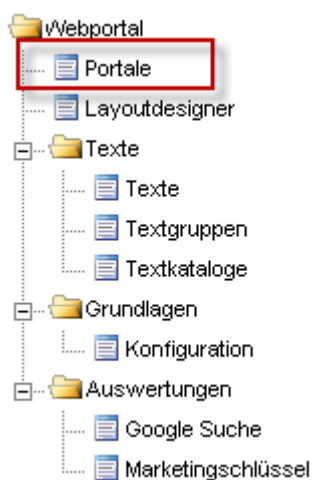 Webportal
Portale
Layoutdesigner
Texte
Texte
Textgruppen
Textkataloge
Grundlagen
Konfiguration
Auswertungen
Google Suche
Marketingschlüssel